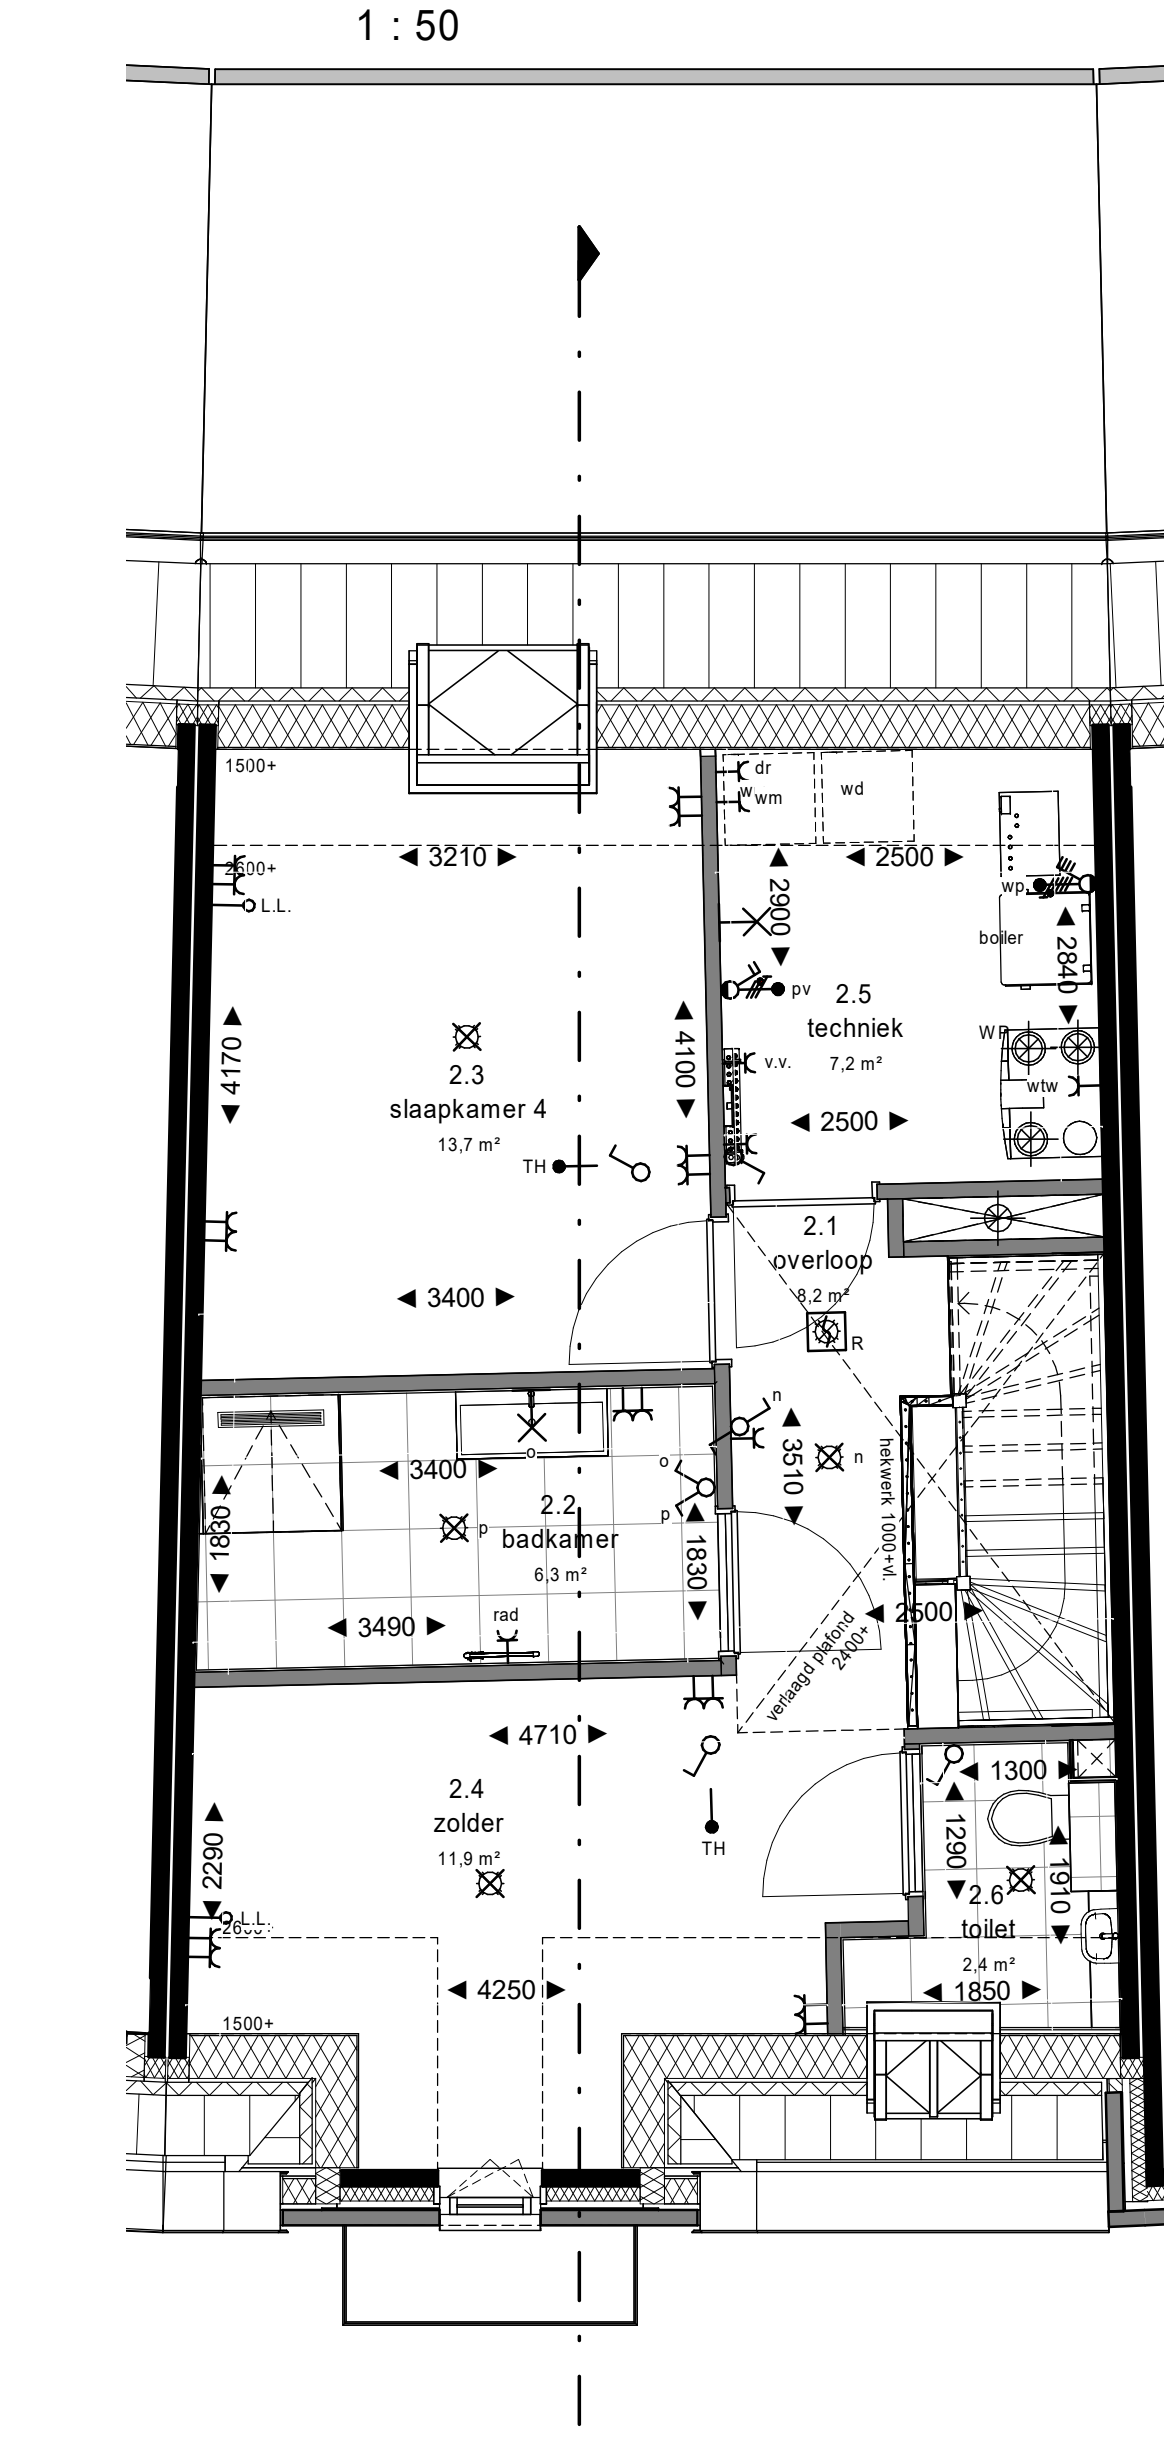 1 : 50
1500+
dr
w
wm
wd
3210
2500
2600+
wp
L.L.
2900
boiler
2840
pv
2.5
techniek
7,2 m²
WP
4170
4100
2.3
slaapkamer 4
13,7 m²
v.v.
wtw
2500
TH
2.1
overloop
8,2 m²
3400
R
n
3510
n
hekwerk 1000+vl.
o
3400
o
p
2.2
badkamer
6,3 m²
p
1830
1830
rad
3490
2500
verlaagd plafond
2400+
4710
1300
2.4
zolder
11,9 m²
2290
TH
1290
1910
2.6
toilet
2,4 m²
L.L.
4250
1850
1500+